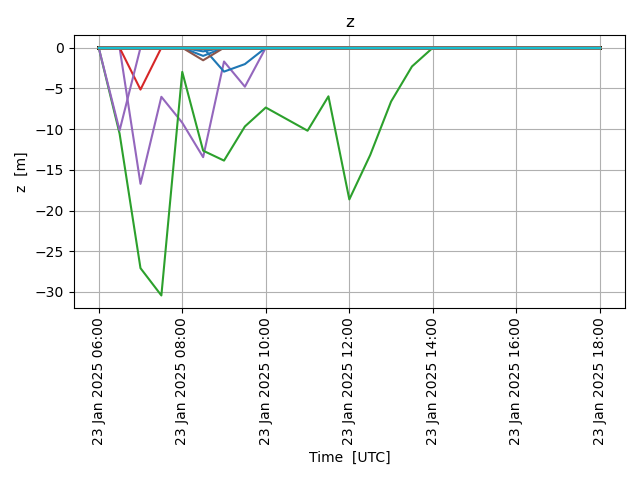 z
0
−5
−10
−15
−20
−25
−30
z [m]
23 Jan 2025 06:00
23 Jan 2025 08:00
23 Jan 2025 10:00
23 Jan 2025 12:00
23 Jan 2025 14:00
23 Jan 2025 16:00
23 Jan 2025 18:00
Time [UTC]